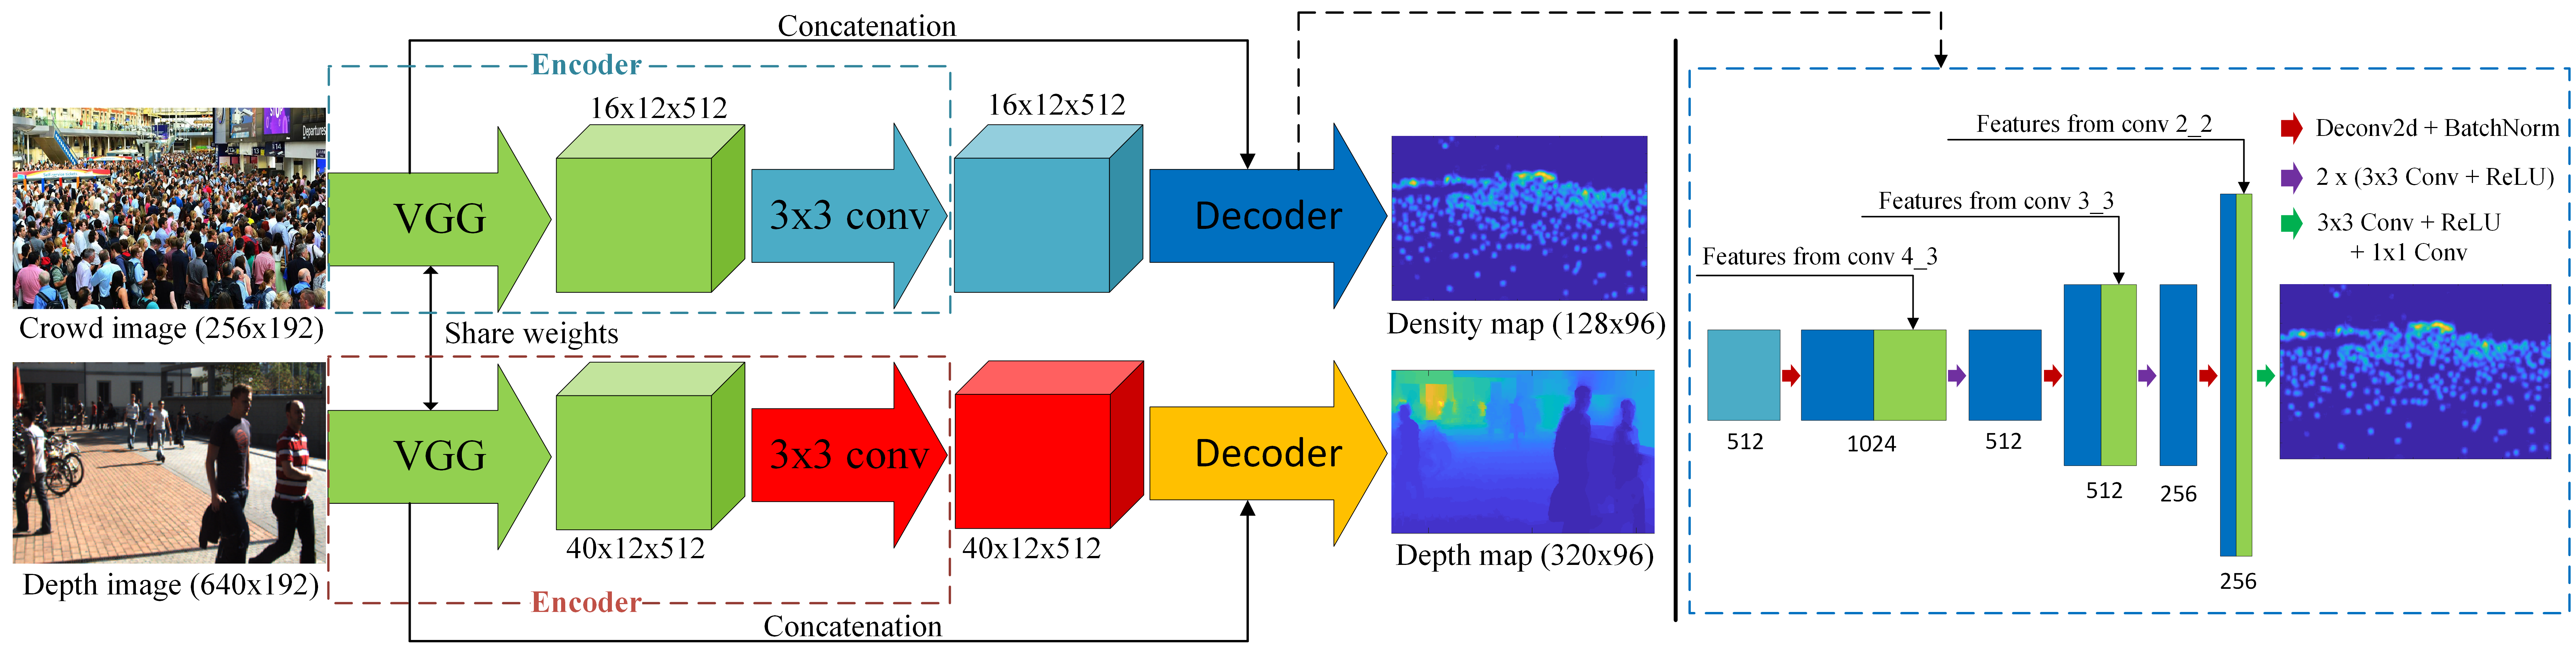 Concatenation
Encoder
16x12x512
16x12x512
VGG
3x3 conv
Decoder
Departures
Crowd image (256x192)
Share weights
Density map (128x96)
VGG
3x3 conv
Decoder
40x12x512
40x12x512
Depth image (640x192)
Depth map (320x96)
Encoder
Concatenation
Features from conv 2_2
Features from conv 3_3
Features from conv 4_3
Deconv2d + BatchNorm
2 x (3x3 Conv + ReLU)
3x3 Conv + ReLU
+ 1x1 Conv
512
1024
512
512
256
256